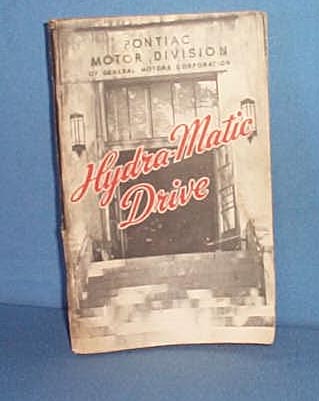 PONTIAC
MOTOR DIVISION
OF GENERAL MOTORS CORPORATION
Hydra-Matic
Drive